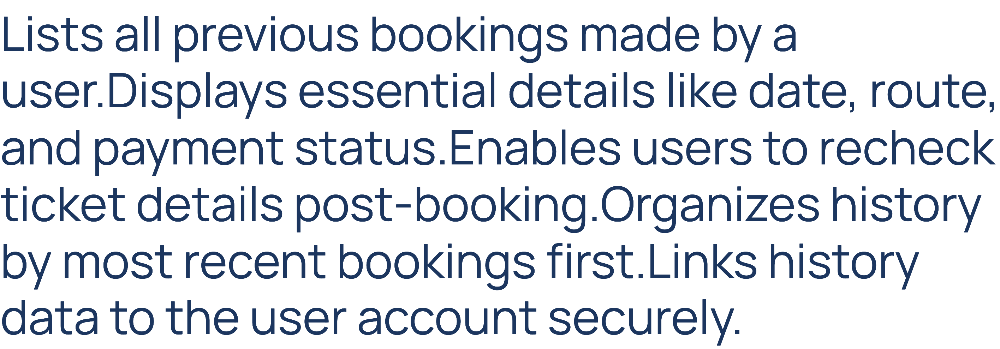 Lists all previous bookings made by a
user.Displays essential details like date, route,
and payment status.Enables users to recheck
ticket details post-booking.Organizes history
by most recent bookings first.Links history
data to the user account securely.